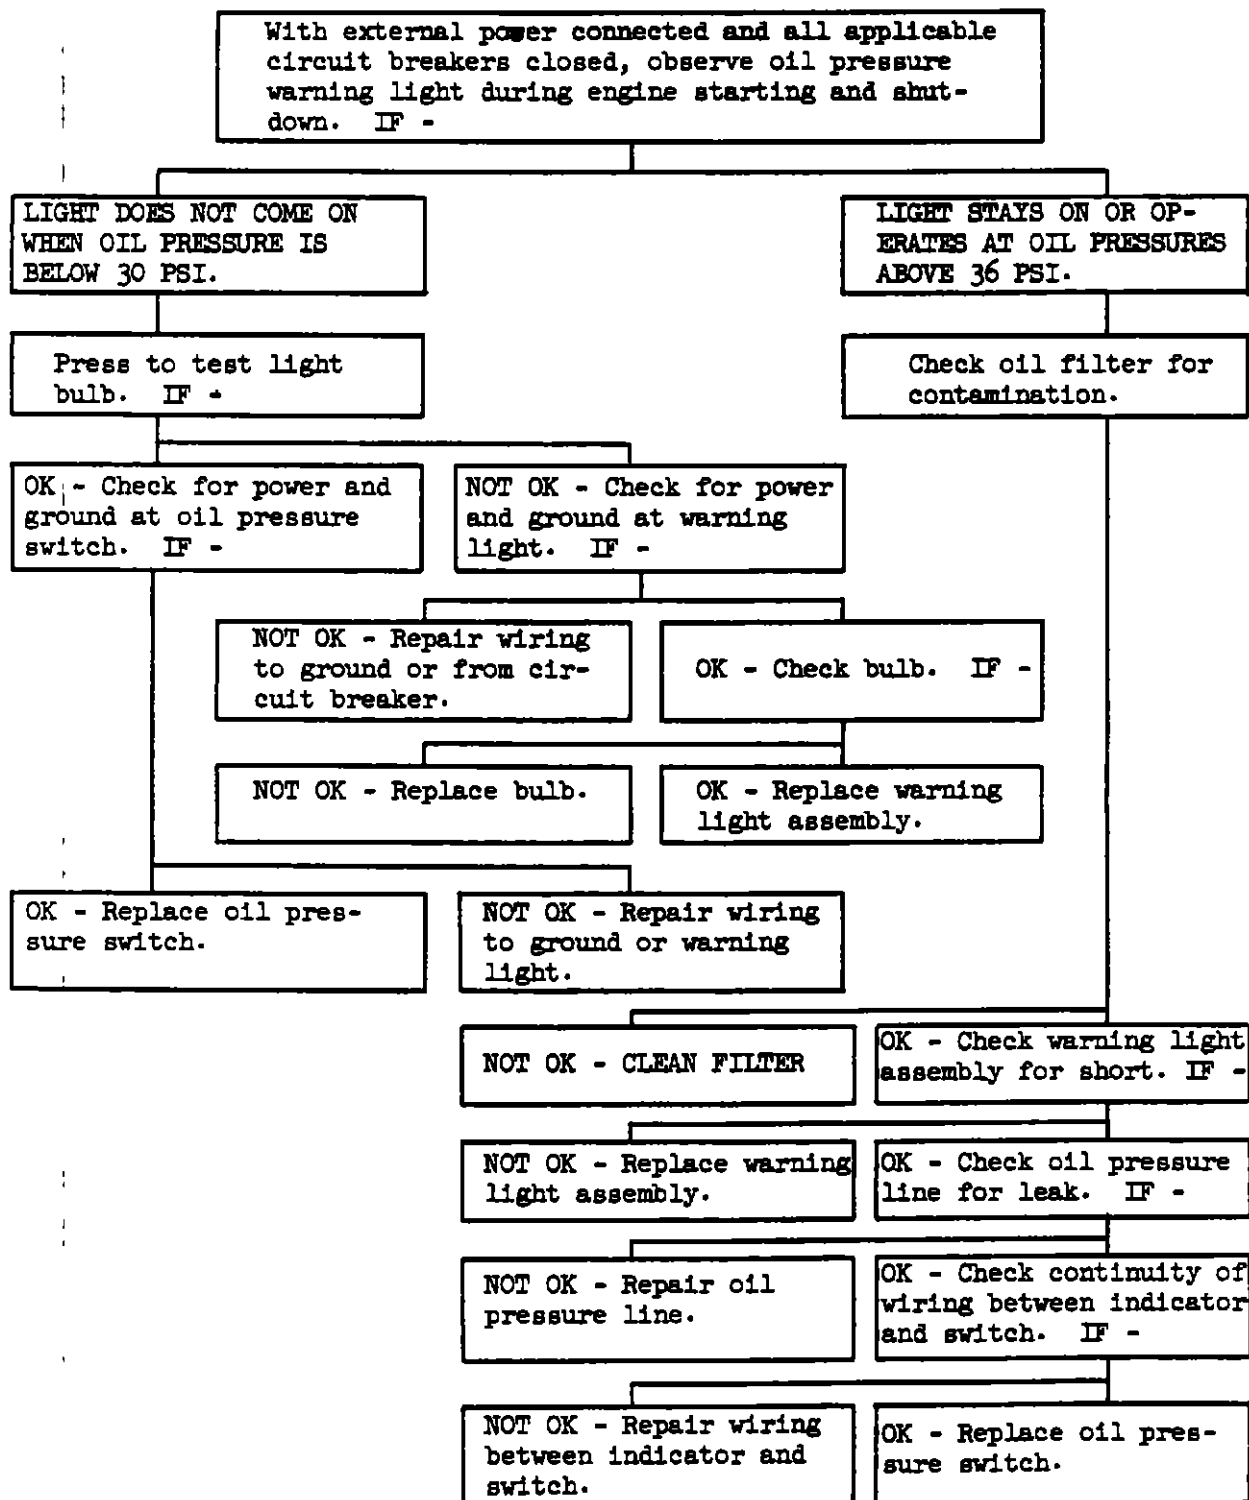 With external power connected and all applicable
circuit breakers closed, observe oil pressure
warning light during engine starting and shut-
down. IF -
LIGHT DOES NOT COME ON
WHEN OIL PRESSURE IS
BELOW 30 PSI.
LIGHT STAYS ON OR OP-
ERATES AT OIL PRESSURES
ABOVE 36 PSI.
Press to test light
bulb. IF -
Check oil filter for
contamination.
OK - Check for power and
ground at oil pressure
switch. IF -
NOT OK - Check for power
and ground at warning
light. IF -
NOT OK - Repair wiring
to ground or from cir-
cuit breaker.
OK - Check bulb. IF -
NOT OK - Replace bulb.
OK - Replace warning
light assembly.
OK - Replace oil pres-
sure switch.
NOT OK - Repair wiring
to ground or warning
light.
NOT OK - CLEAN FILTER
OK - Check warning light
assembly for short. IF -
NOT OK - Replace warning
light assembly.
OK - Check oil pressure
line for leak. IF -
NOT OK - Repair oil
pressure line.
OK - Check continuity of
wiring between indicator
and switch. IF -
NOT OK - Repair wiring
between indicator and
switch.
OK - Replace oil pres-
sure switch.